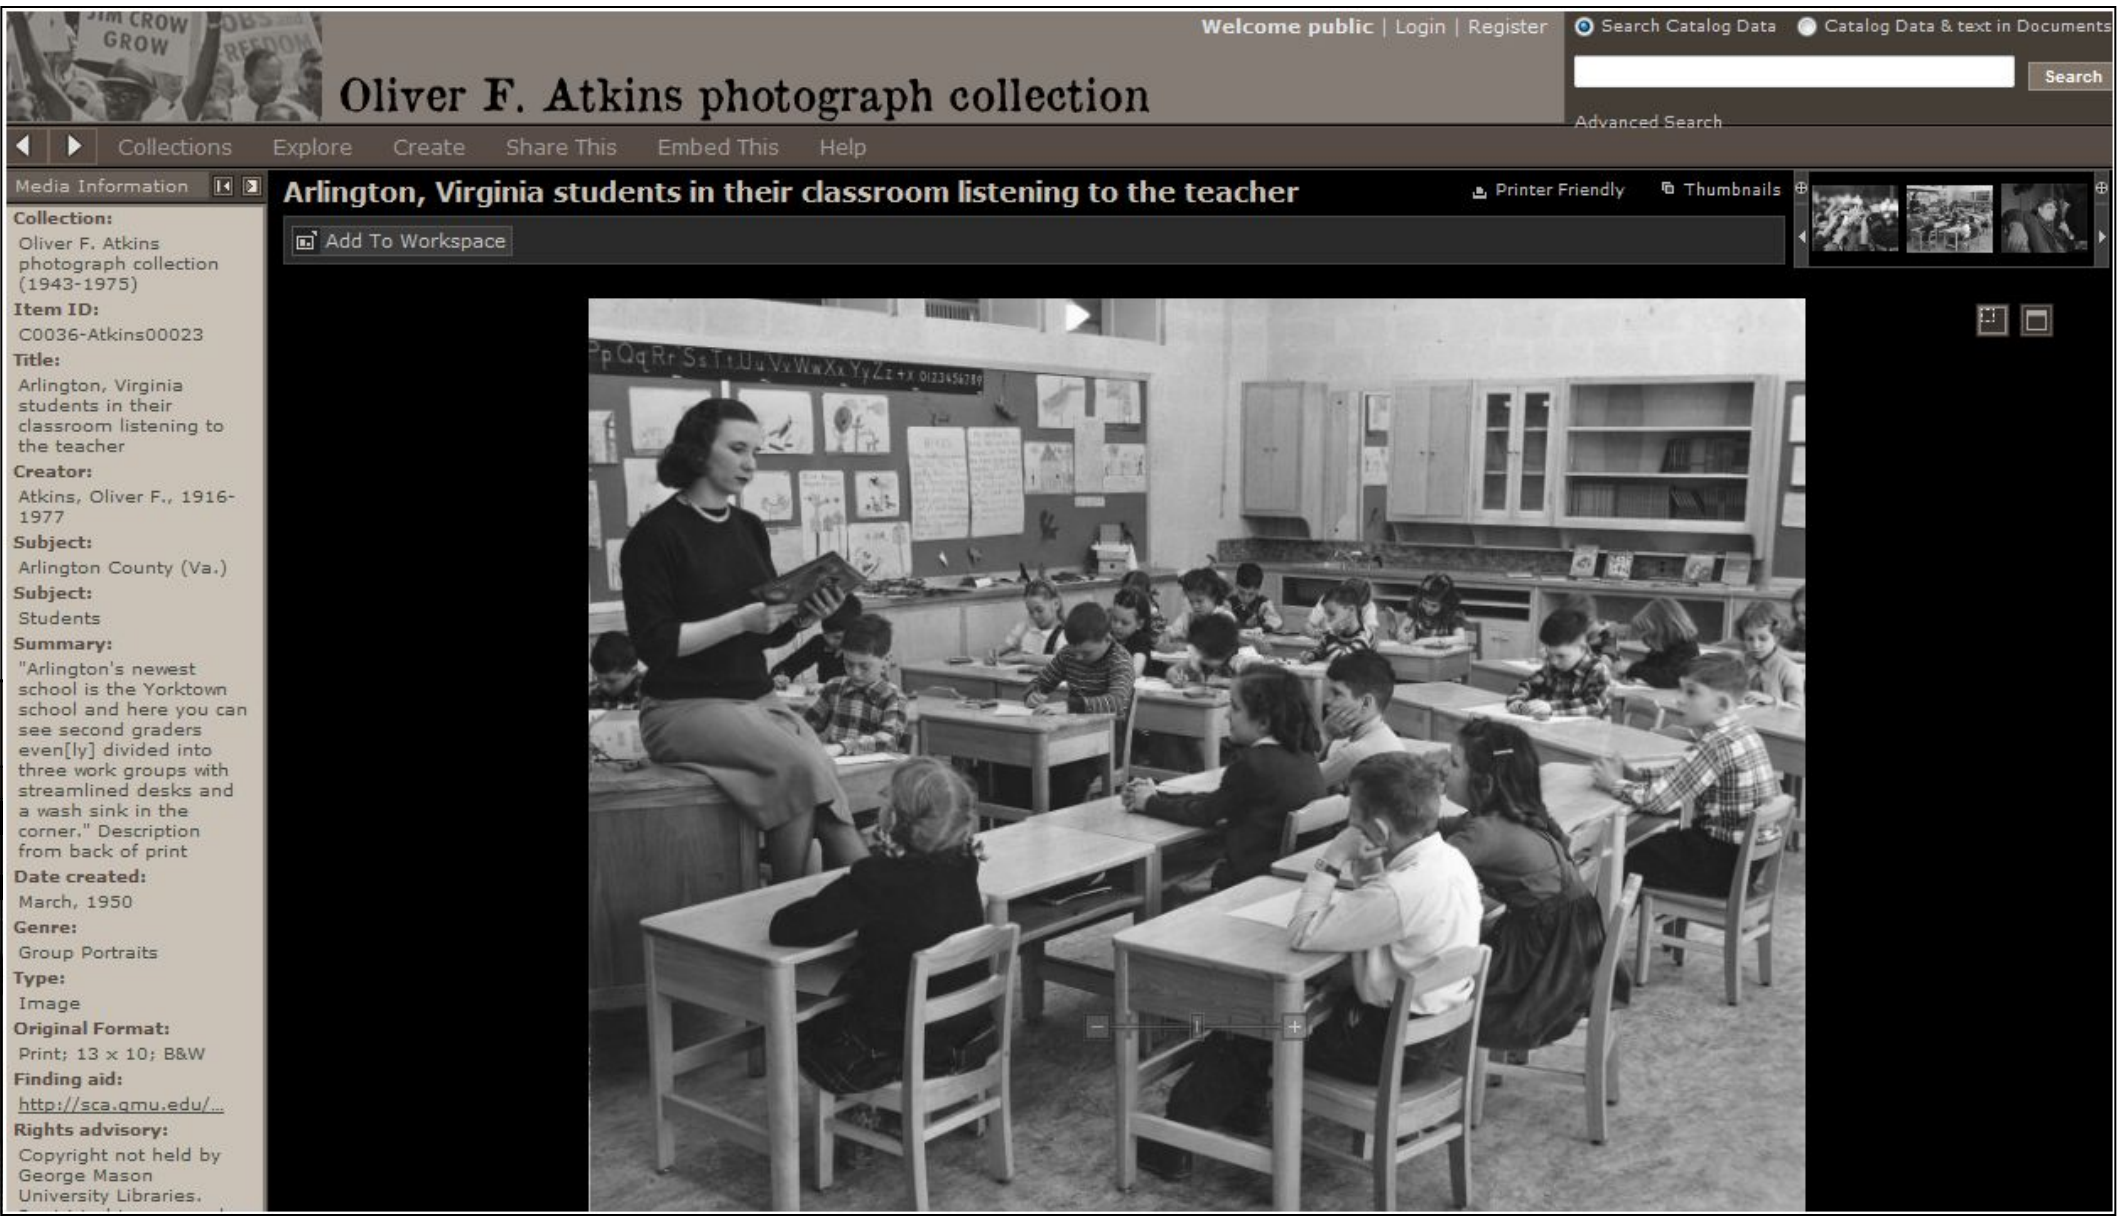 JIM CROW
GROW
JOBS and
FREEDOM
Oliver F. Atkins photograph collection
Welcome public | Login | Register
Search Catalog Data
Catalog Data & text in Documents
Search
Advanced Search
Collections
Explore
Create
Share This
Embed This
Help
Media Information
Collection:
Oliver F. Atkins
photograph collection
(1943-1975)
Item ID:
C0036-Atkins00023
Title:
Arlington, Virginia
students in their
classroom listening to
the teacher
Creator:
Atkins, Oliver F., 1916-
1977
Subject:
Arlington County (Va.)
Subject:
Students
Summary:
"Arlington's newest
school is the Yorktown
school and here you can
see second graders
even[ly] divided into
three work groups with
streamlined desks and
a wash sink in the
corner." Description
from back of print
Date created:
March, 1950
Genre:
Group Portraits
Type:
Image
Original Format:
Print; 13 x 10; B&W
Finding aid:
http://sca.gmu.edu/...
Rights advisory:
Copyright not held by
George Mason
University Libraries.
Arlington, Virginia students in their classroom listening to the teacher
Printer Friendly
Thumbnails
Add To Workspace
Pp Qq Rr Ss Tt Uu Vv Ww Xx Yy Zz + x 0123456789